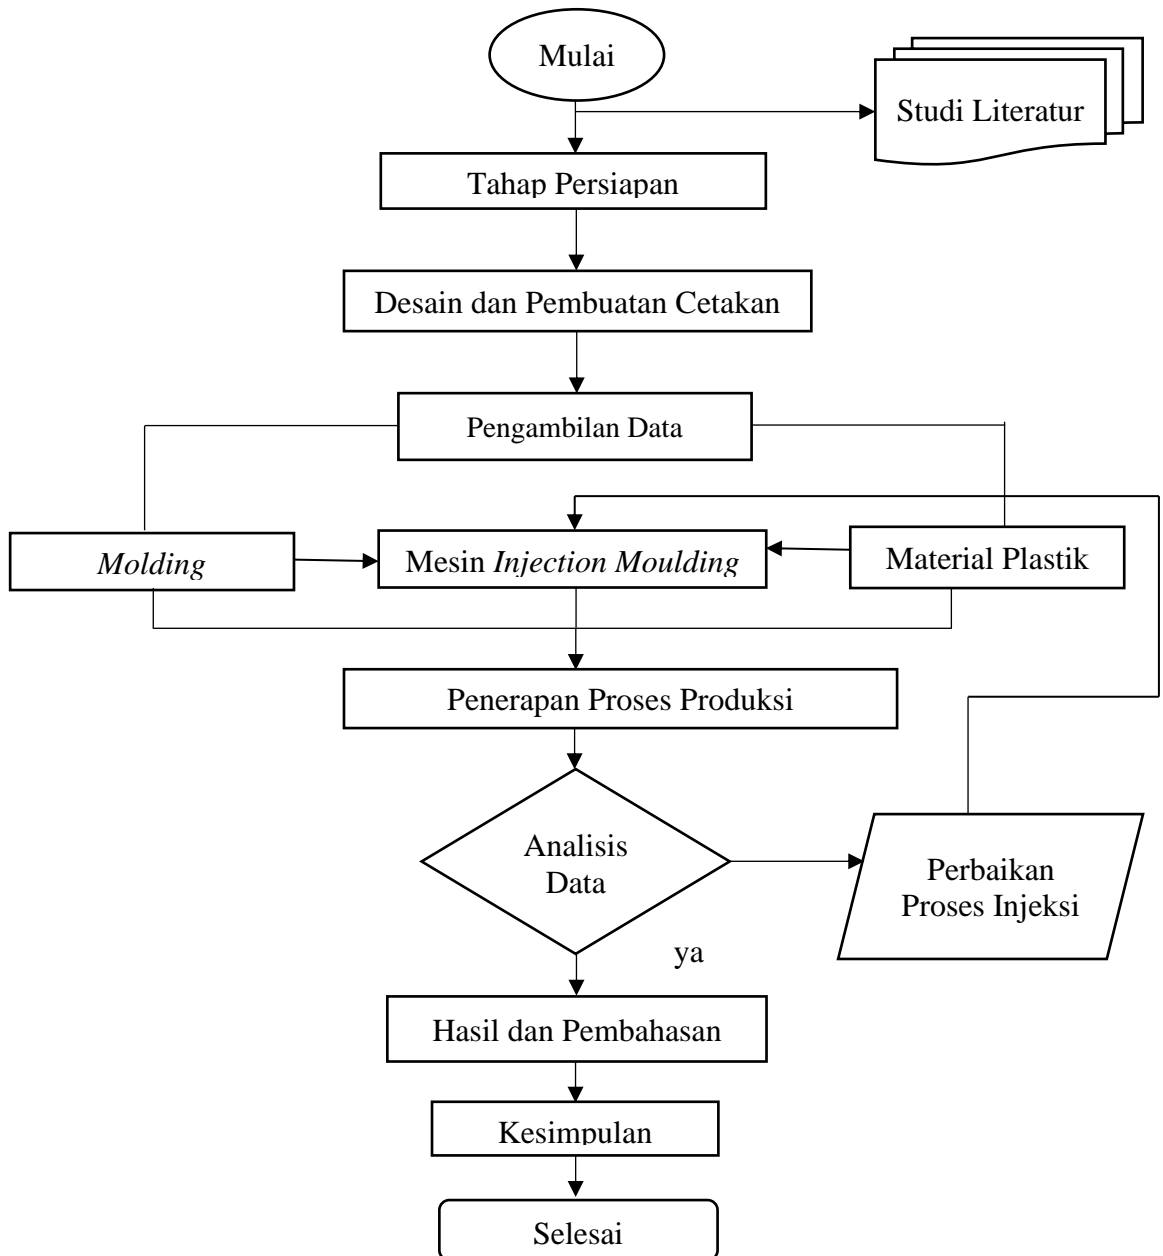 Mulai
Studi Literatur
Tahap Persiapan
Desain dan Pembuatan Cetakan
Pengambilan Data
Molding
Mesin Injection Moulding
Material Plastik
Penerapan Proses Produksi
Analisis
Data
Perbaikan
Proses Injeksi
ya
Hasil dan Pembahasan
Kesimpulan
Selesai